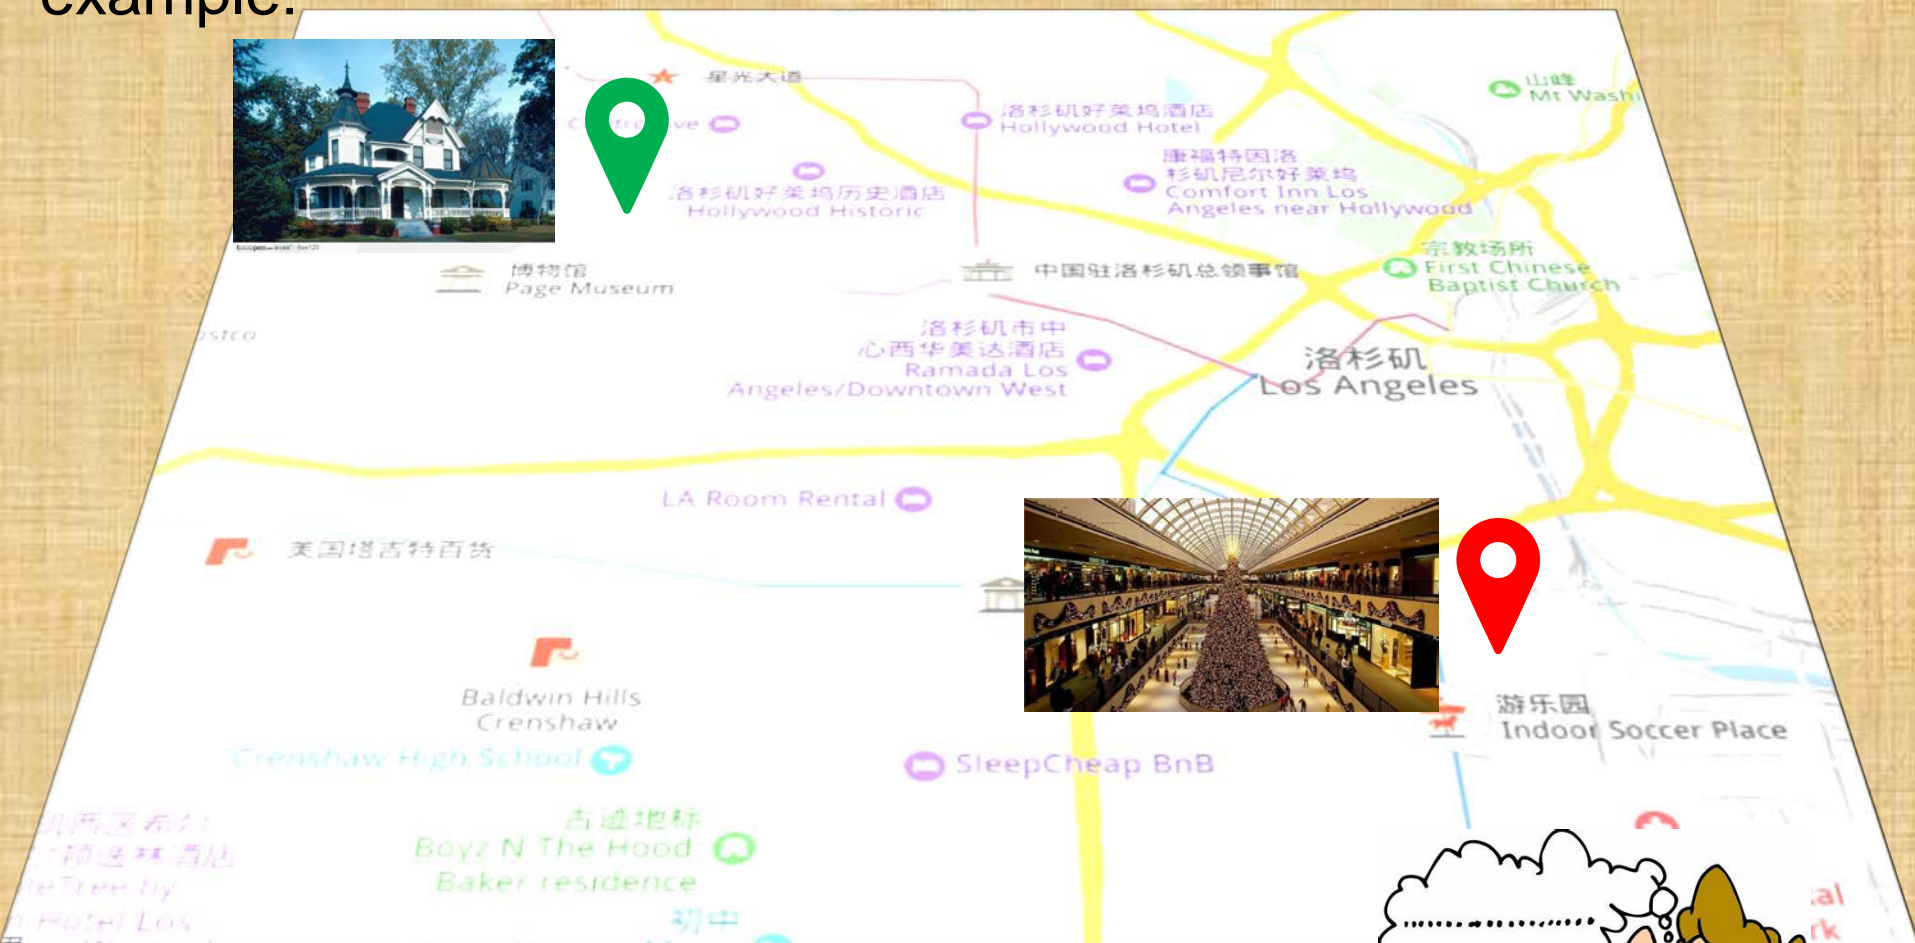 example:
星光大道
洛杉矶好莱坞酒店
Hollywood Hotel
山峰
Mt Washi
康福特因洛
杉矶尼尔好莱坞
Comfort Inn Los
Angeles near Hollywood
洛杉矶好莱坞历史酒店
Hollywood Historic
宗教场所
First Chinese
Baptist Church
博物馆
Page Museum
中国驻洛杉矶总领事馆
洛杉矶市中
心西华美达酒店
Ramada Los
Angeles/Downtown West
洛杉矶
Los Angeles
LA Room Rental
美国塔吉特百货
Baldwin Hills
Crenshaw
游乐园
Indoor Soccer Place
Crenshaw High School
SleepCheap BnB
古迹地标
Boyz N The Hood
Baker residence
Hotel Los
初中